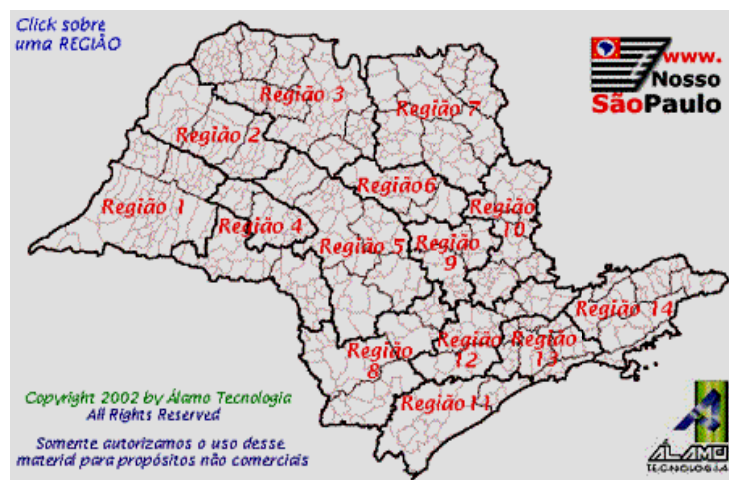 Click sobre
uma REGIÃO
www.
Nosso
SãoPaulo
Região 3
Região 7
Região 2
Região6
Região 1
Região 4
Região
10
Região 5
Região
9
Região 14
Região
8
Região
12
Região
13
Região11
Copyright 2002 by Álamo Tecnologia
All Rights Reserved
Somente autorizamos o uso desse
material para propósitos não comerciais
ÁLAMO
TECNOLOGIA